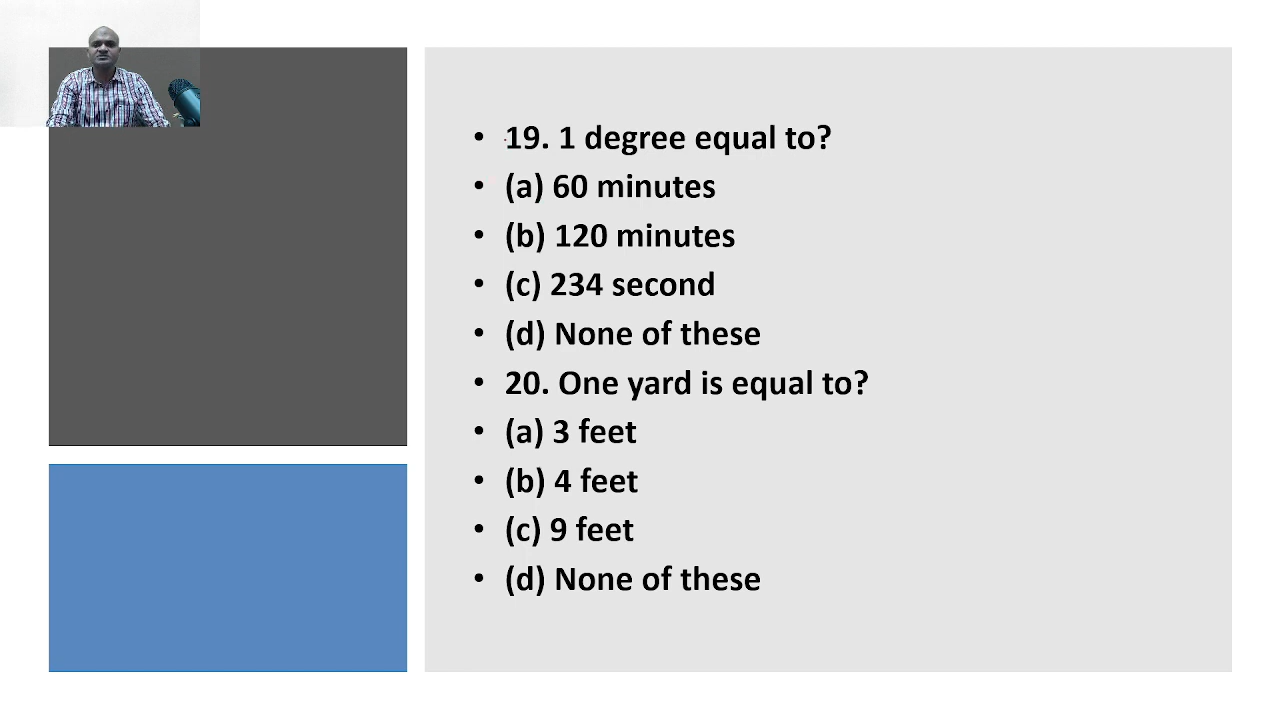 • 19. 1 degree equal to?
• (a) 60 minutes
• (b) 120 minutes
• (c) 234 second
• (d) None of these
• 20. One yard is equal to?
• (a) 3 feet
• (b) 4 feet
• (c) 9 feet
• (d) None of these